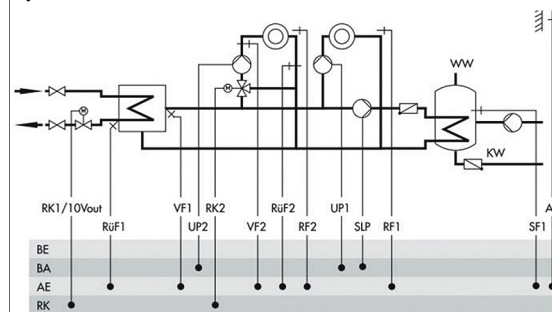 WW
M
M
KW
RK1/10Vout VF1 RK2 RüF2 UP1 RF1
RüF1 UP2 VF2 RF2 SLP SF1 A
BE
BA
AE
RK